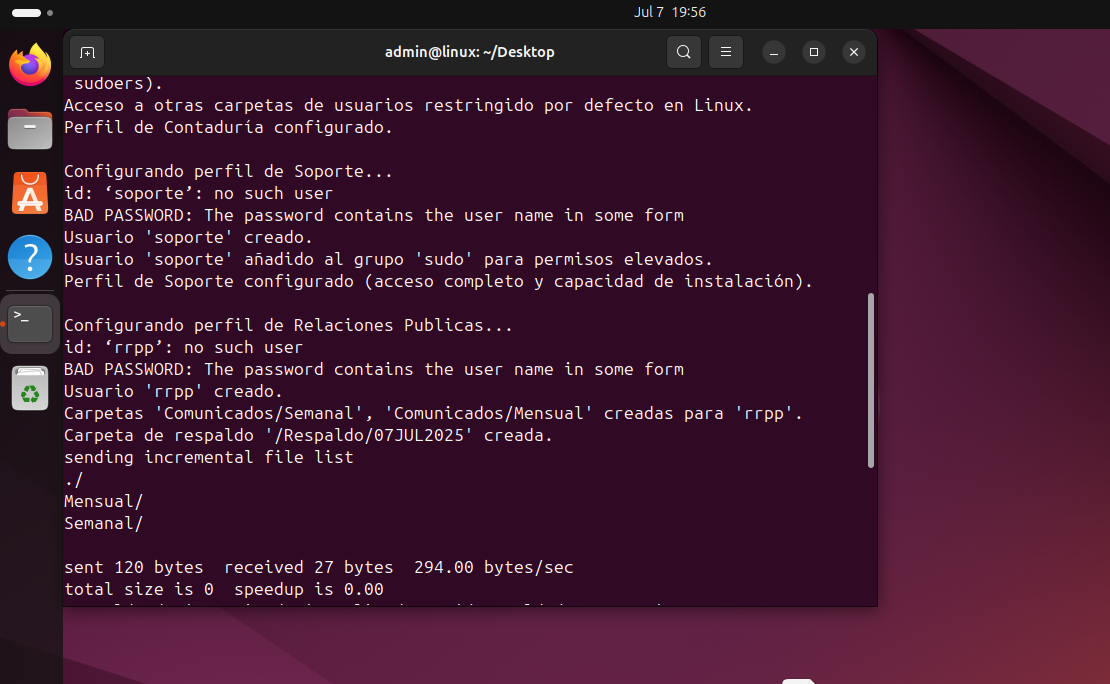 Jul 7 19:56
admin@linux: ~/Desktop
sudoers).
Acceso a otras carpetas de usuarios restringido por defecto en Linux.
Perfil de Contaduría configurado.
Configurando perfil de Soporte...
id: ‘soporte’: no such user
BAD PASSWORD: The password contains the user name in some form
Usuario 'soporte' creado.
Usuario 'soporte' añadido al grupo 'sudo' para permisos elevados.
Perfil de Soporte configurado (acceso completo y capacidad de instalación).
Configurando perfil de Relaciones Publicas...
id: ‘rrpp’: no such user
BAD PASSWORD: The password contains the user name in some form
Usuario 'rrpp' creado.
Carpetas 'Comunicados/Semanal', 'Comunicados/Mensual' creadas para 'rrpp'.
Carpeta de respaldo '/Respaldo/07JUL2025' creada.
sending incremental file list
./
Mensual/
Semanal/
sent 120 bytes  received 27 bytes  294.00 bytes/sec
total size is 0  speedup is 0.00